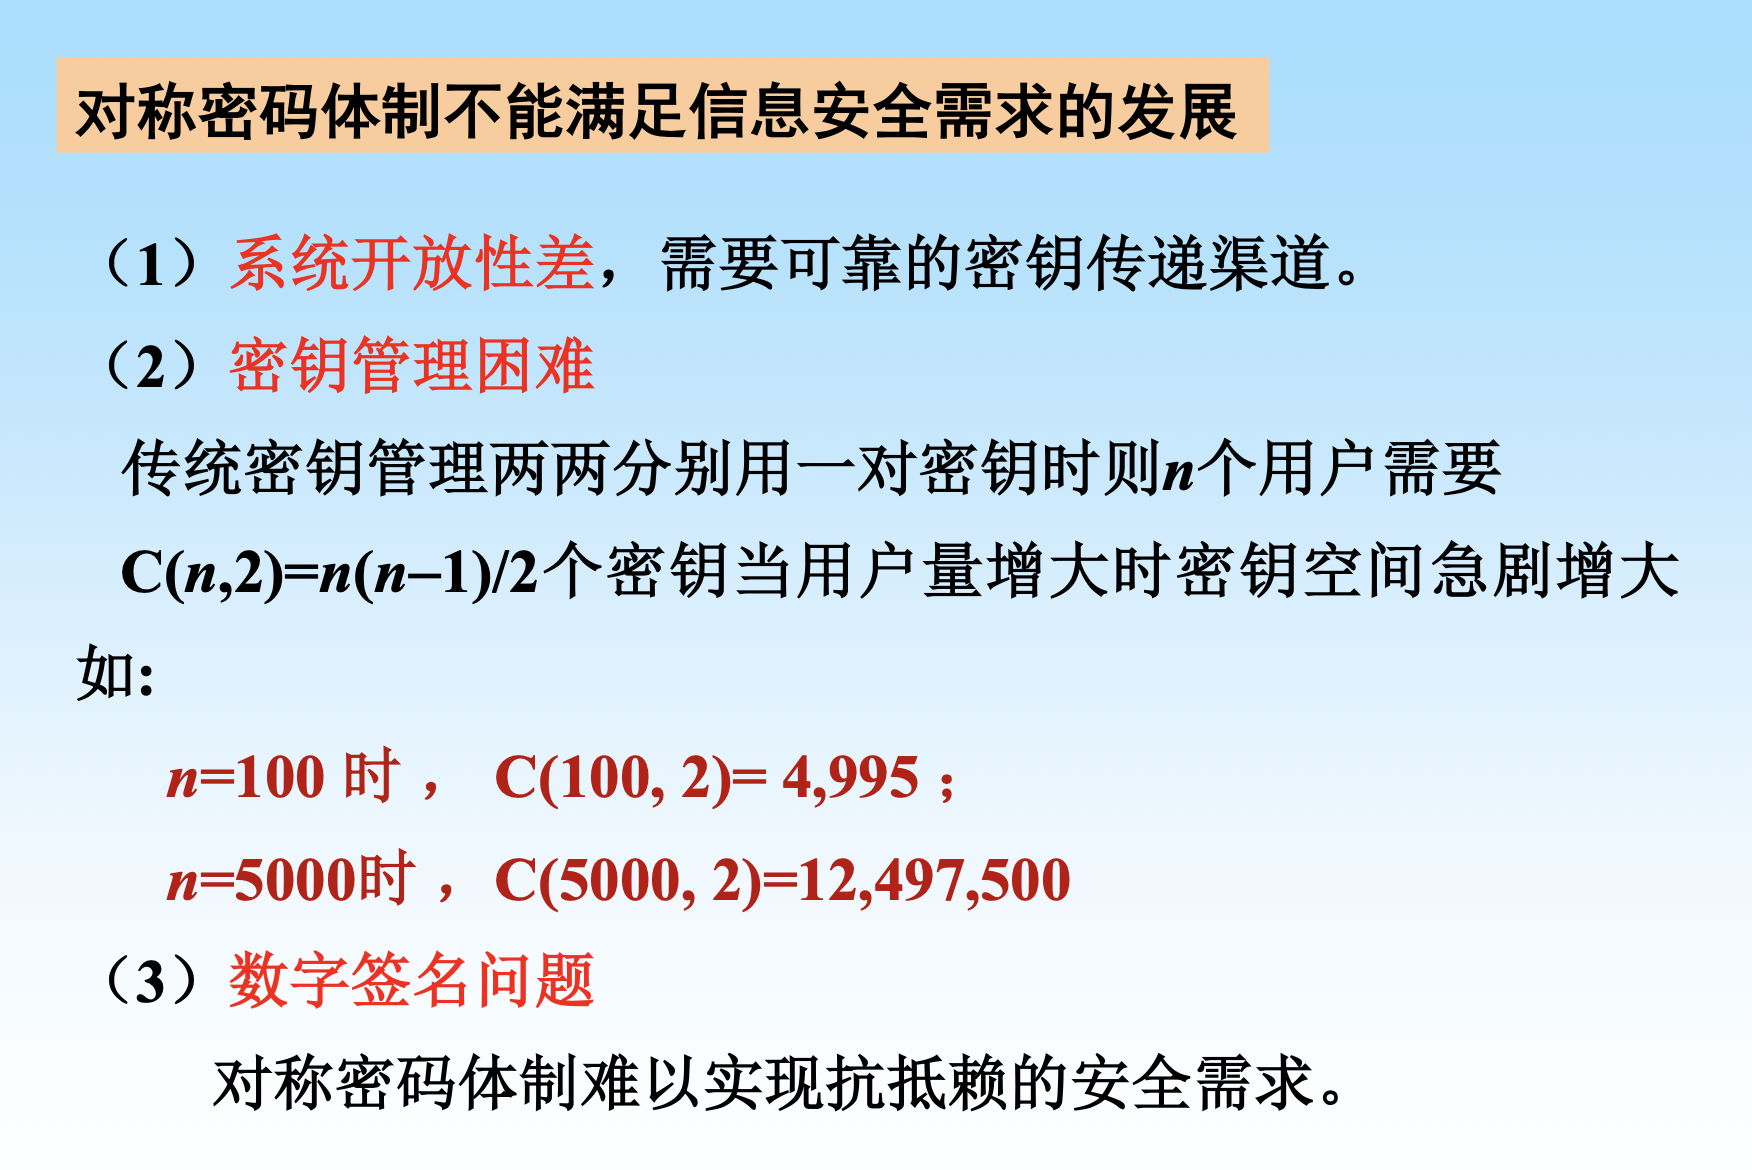 对称密码体制不能满足信息安全需求的发展
（1）系统开放性差，需要可靠的密钥传递渠道。
（2）密钥管理困难
传统密钥管理两两分别用一对密钥时则n个用户需要
C(n,2)=n(n–1)/2个密钥当用户量增大时密钥空间急剧增大
如:
n=100 时 ， C(100, 2)= 4,995 ；
n=5000时 ，C(5000, 2)=12,497,500
（3）数字签名问题
对称密码体制难以实现抗抵赖的安全需求。